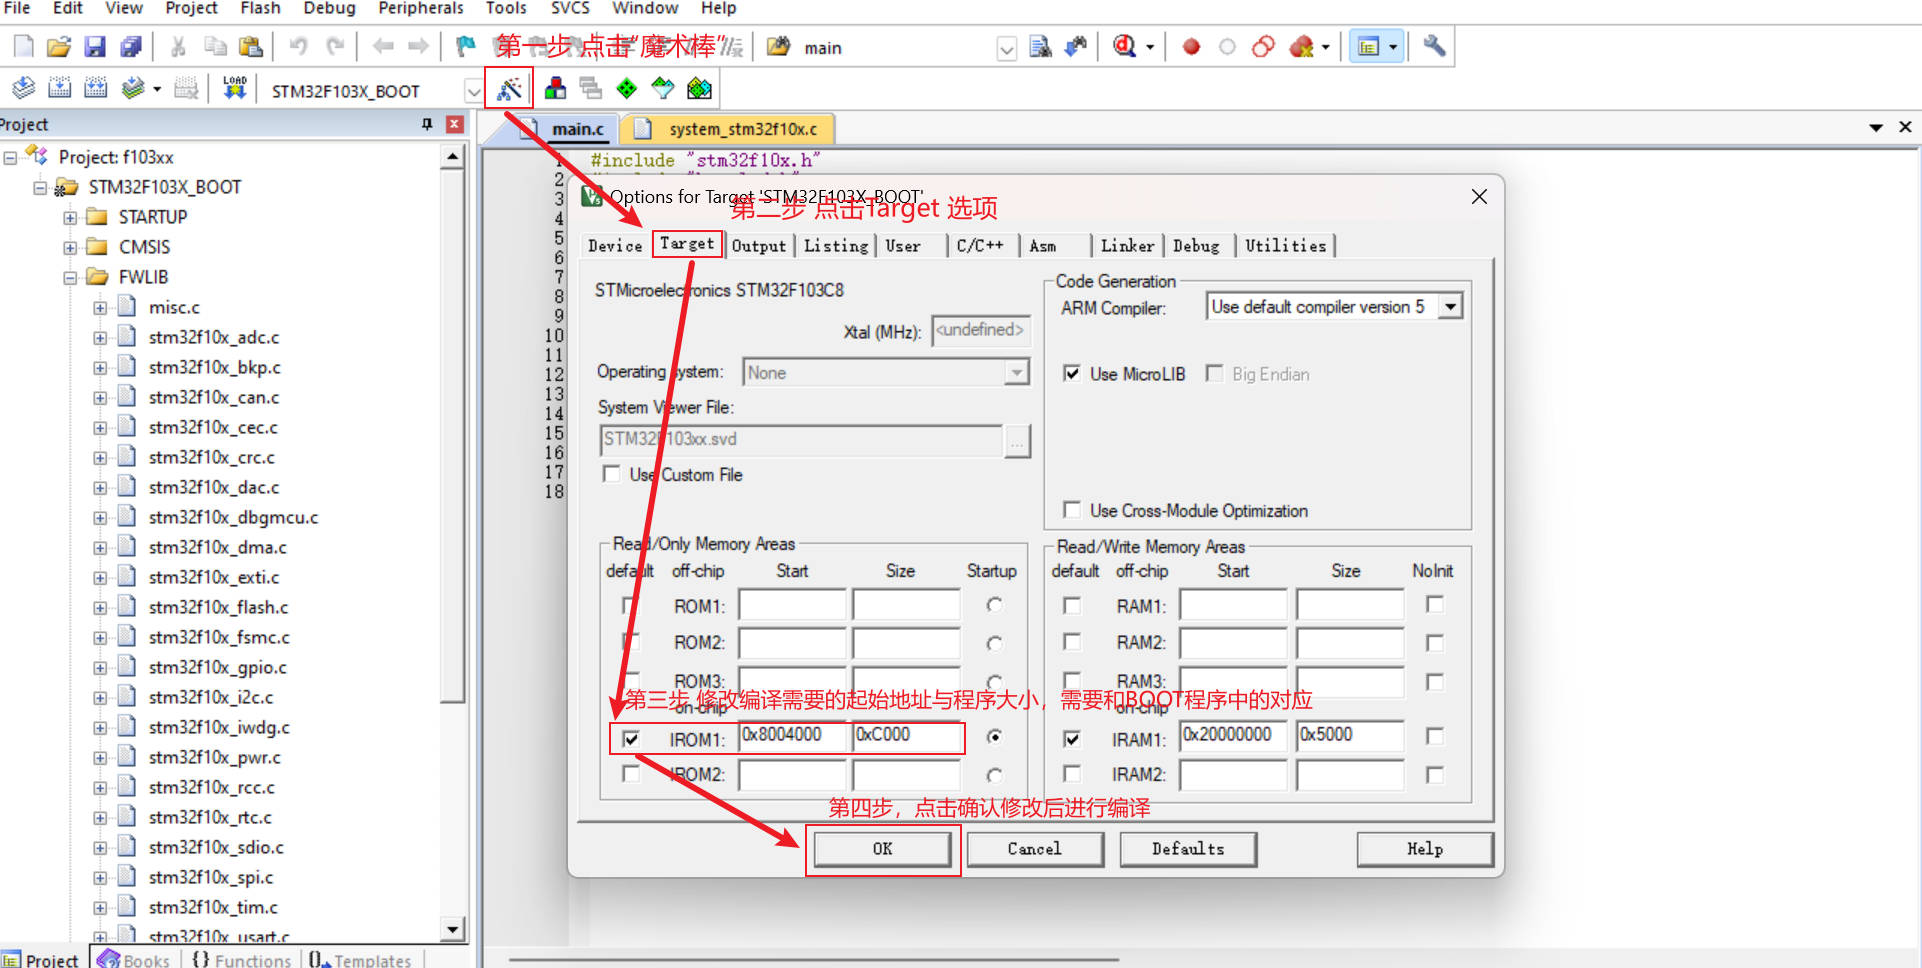 File Edit View Project Flash Debug Peripherals Tools SVCS Window Help
第一步 点击“魔术棒”
main
LOAD
STM32F103X_BOOT
Project
main.c
system_stm32f10x.c
Project: f103xx
STM32F103X_BOOT
STARTUP
CMSIS
FWLIB
misc.c
stm32f10x_adc.c
stm32f10x_bkp.c
stm32f10x_can.c
stm32f10x_cec.c
stm32f10x_crc.c
stm32f10x_dac.c
stm32f10x_dbgmcu.c
stm32f10x_dma.c
stm32f10x_exti.c
stm32f10x_flash.c
stm32f10x_fsmc.c
stm32f10x_gpio.c
stm32f10x_i2c.c
stm32f10x_iwdg.c
stm32f10x_pwr.c
stm32f10x_rcc.c
stm32f10x_rtc.c
stm32f10x_sdio.c
stm32f10x_spi.c
stm32f10x_tim.c
stm32f10x_usart.c
Project Books {} Functions Templates
1 #include "stm32f10x.h"
2
3
4
5
6
7
8
9
10
11
12
13
14
15
16
17
18
Options for Target 'STM32F103X_BOOT'
第二步 点击Target 选项
Device Target Output Listing User C/C++ Asm Linker Debug Utilities
STMicroelectronics STM32F103C8
Xtal (MHz): <undefined>
Operating system: None
System Viewer File:
STM32F103xx.svd ...
Use Custom File
Code Generation
ARM Compiler: Use default compiler version 5
Use MicroLIB Big Endian
Use Cross-Module Optimization
Read/Only Memory Areas
default off-chip Start Size Startup
ROM1:
ROM2:
ROM3:
on-chip
IROM1: 0x8004000 0xC000
IROM2:
Read/Write Memory Areas
default off-chip Start Size NoInit
RAM1:
RAM2:
RAM3:
on-chip
IRAM1: 0x20000000 0x5000
IRAM2:
第三步 修改编译需要的起始地址与程序大小，需要和BOOT程序中的对应
第四步，点击确认修改后进行编译
OK Cancel Defaults Help